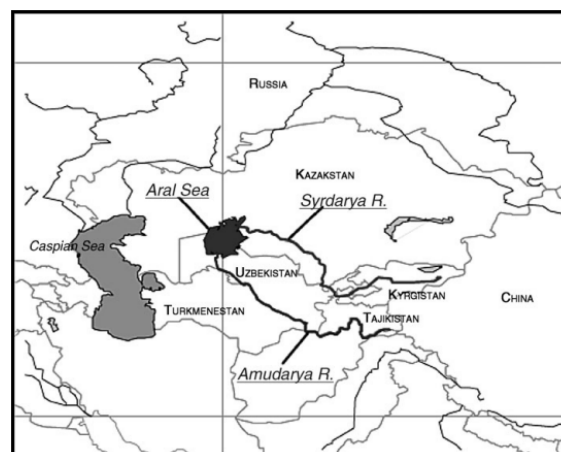 RUSSIA
KAZAKSTAN
Aral Sea
Syrdarya R.
Caspian Sea
UZBEKISTAN
KYRGISTAN
CHINA
TURKMENESTAN
TAJIKISTAN
Amudarya R.